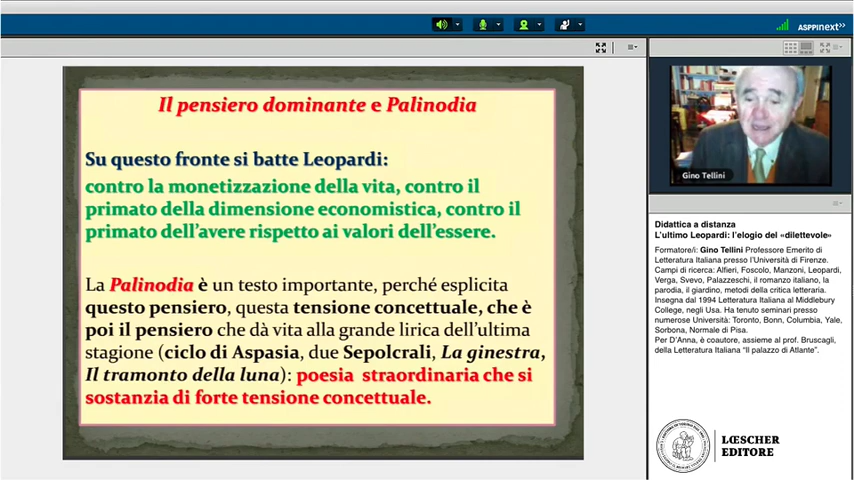 ASPPInext»
Il pensiero dominante e Palinodia
Su questo fronte si batte Leopardi:
contro la monetizzazione della vita, contro il
primato della dimensione economistica, contro il
primato dell'avere rispetto ai valori dell'essere.
La Palinodia è un testo importante, perché esplicita
questo pensiero, questa tensione concettuale, che è
poi il pensiero che dà vita alla grande lirica dell'ultima
stagione (ciclo di Aspasia, due Sepolcrali, La ginestra,
Il tramonto della luna): poesia straordinaria che si
sostanzia di forte tensione concettuale.
Gino Tellini
Didattica a distanza
L'ultimo Leopardi: l'elogio del «dilettevole»
Formatore/i: Gino Tellini Professore Emerito di
Letteratura Italiana presso l'Università di Firenze.
Campi di ricerca: Alfieri, Foscolo, Manzoni, Leopardi,
Verga, Svevo, Palazzeschi, il romanzo italiano, la
parodia, il giardino, metodi della critica letteraria.
Insegna dal 1994 Letteratura Italiana al Middlebury
College, negli Usa. Ha tenuto seminari presso
numerose Università: Toronto, Bonn, Columbia, Yale,
Sorbona, Normale di Pisa.
Per D'Anna, è coautore, assieme al prof. Bruscagli,
della Letteratura Italiana "Il palazzo di Atlante".
LŒSCHER
EDITORE